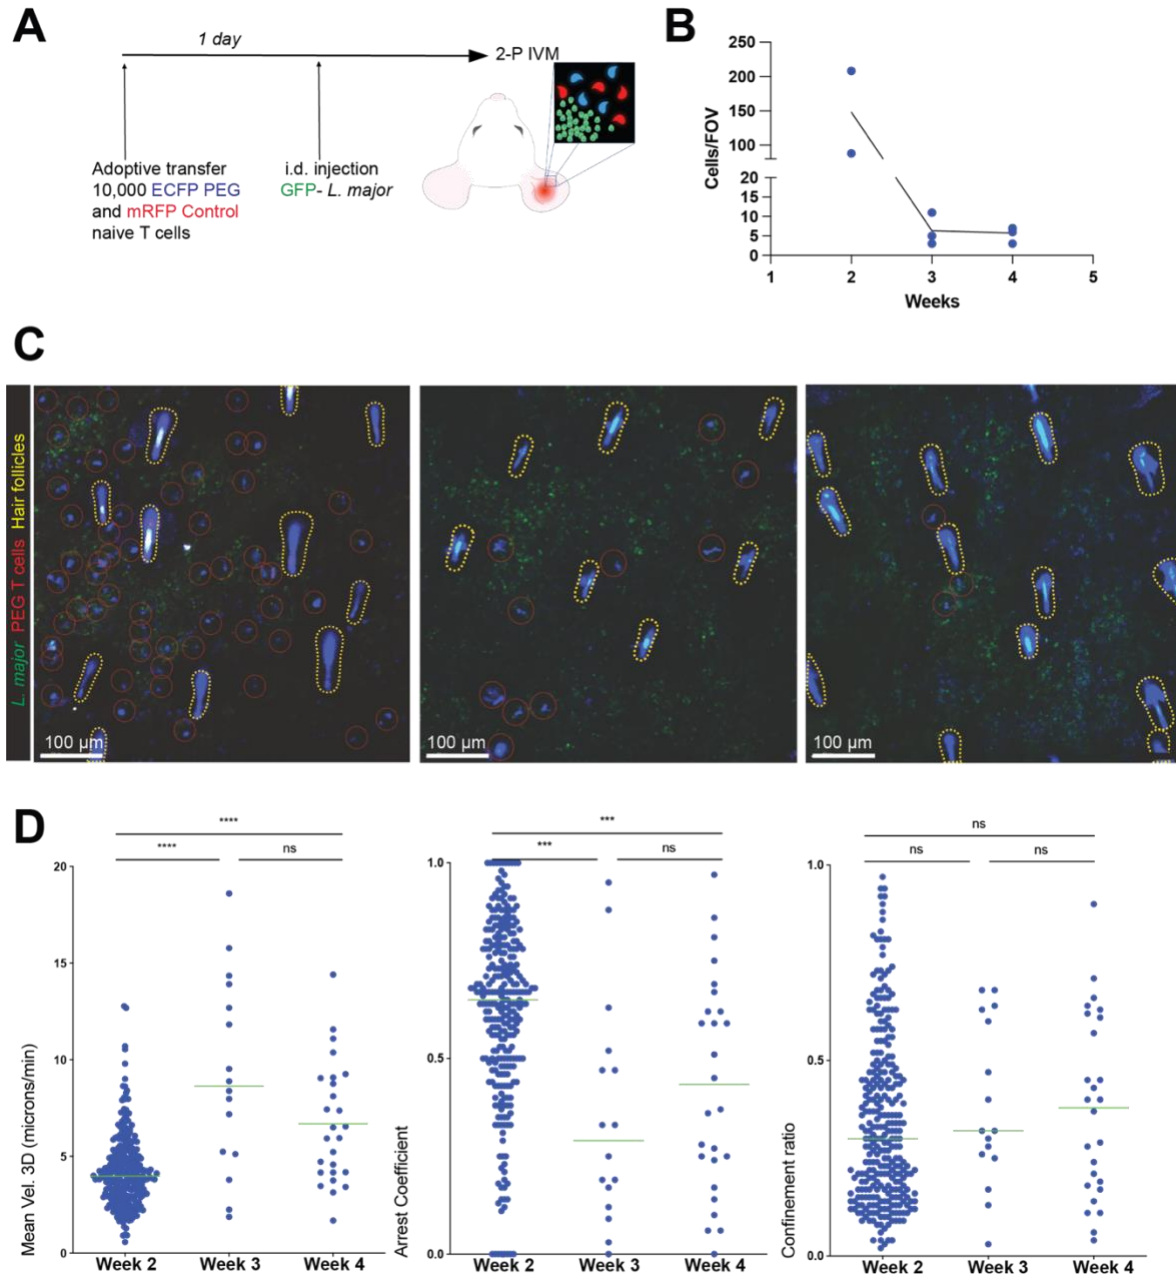 A
1 day
2-P IVM
Adoptive transfer
10,000 ECFP PEG
and mRFP Control
naive T cells
i.d. injection
GFP- L. major
B
Cells/FOV
250
200
150
100
20
15
10
5
0
1
2
3
4
5
Weeks
C
L. major PEG T cells Hair follicles
100 µm
100 µm
100 µm
D
****
****
ns
Mean Vel. 3D (microns/min)
20
15
10
5
0
Week 2
Week 3
Week 4
***
***
ns
Arrest Coefficient
1.0
0.5
0.0
Week 2
Week 3
Week 4
ns
ns
ns
Confinement ratio
1.0
0.5
0.0
Week 2
Week 3
Week 4